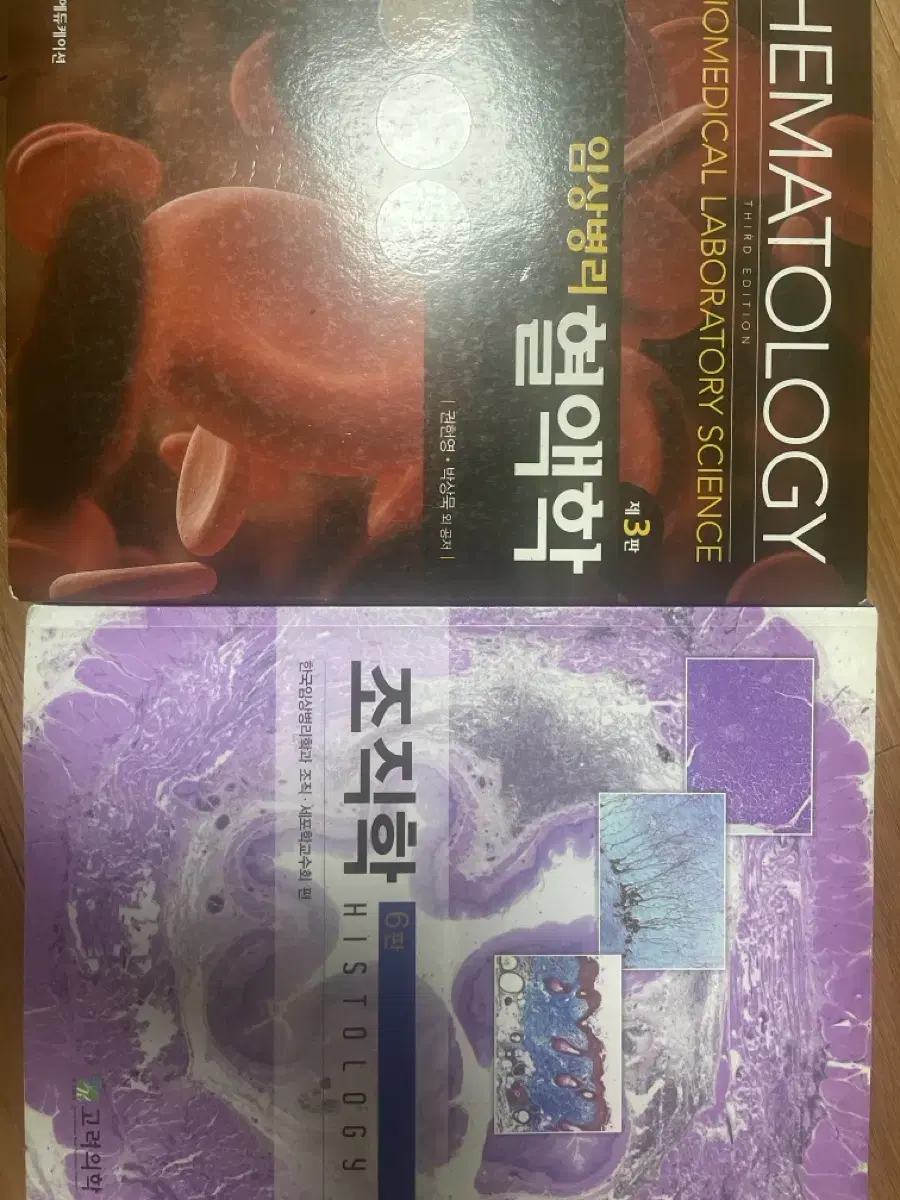 HEMATOLOGY
THIRD EDITION
BIOMEDICAL LABORATORY SCIENCE
제3판
임상병리
혈액학
| 권헌영 · 박상묵 외 공저 |
에듀케이션
조직학
6판
HISTOLOGY
한국임상병리학과 조직·세포학교수회 편
고려의학